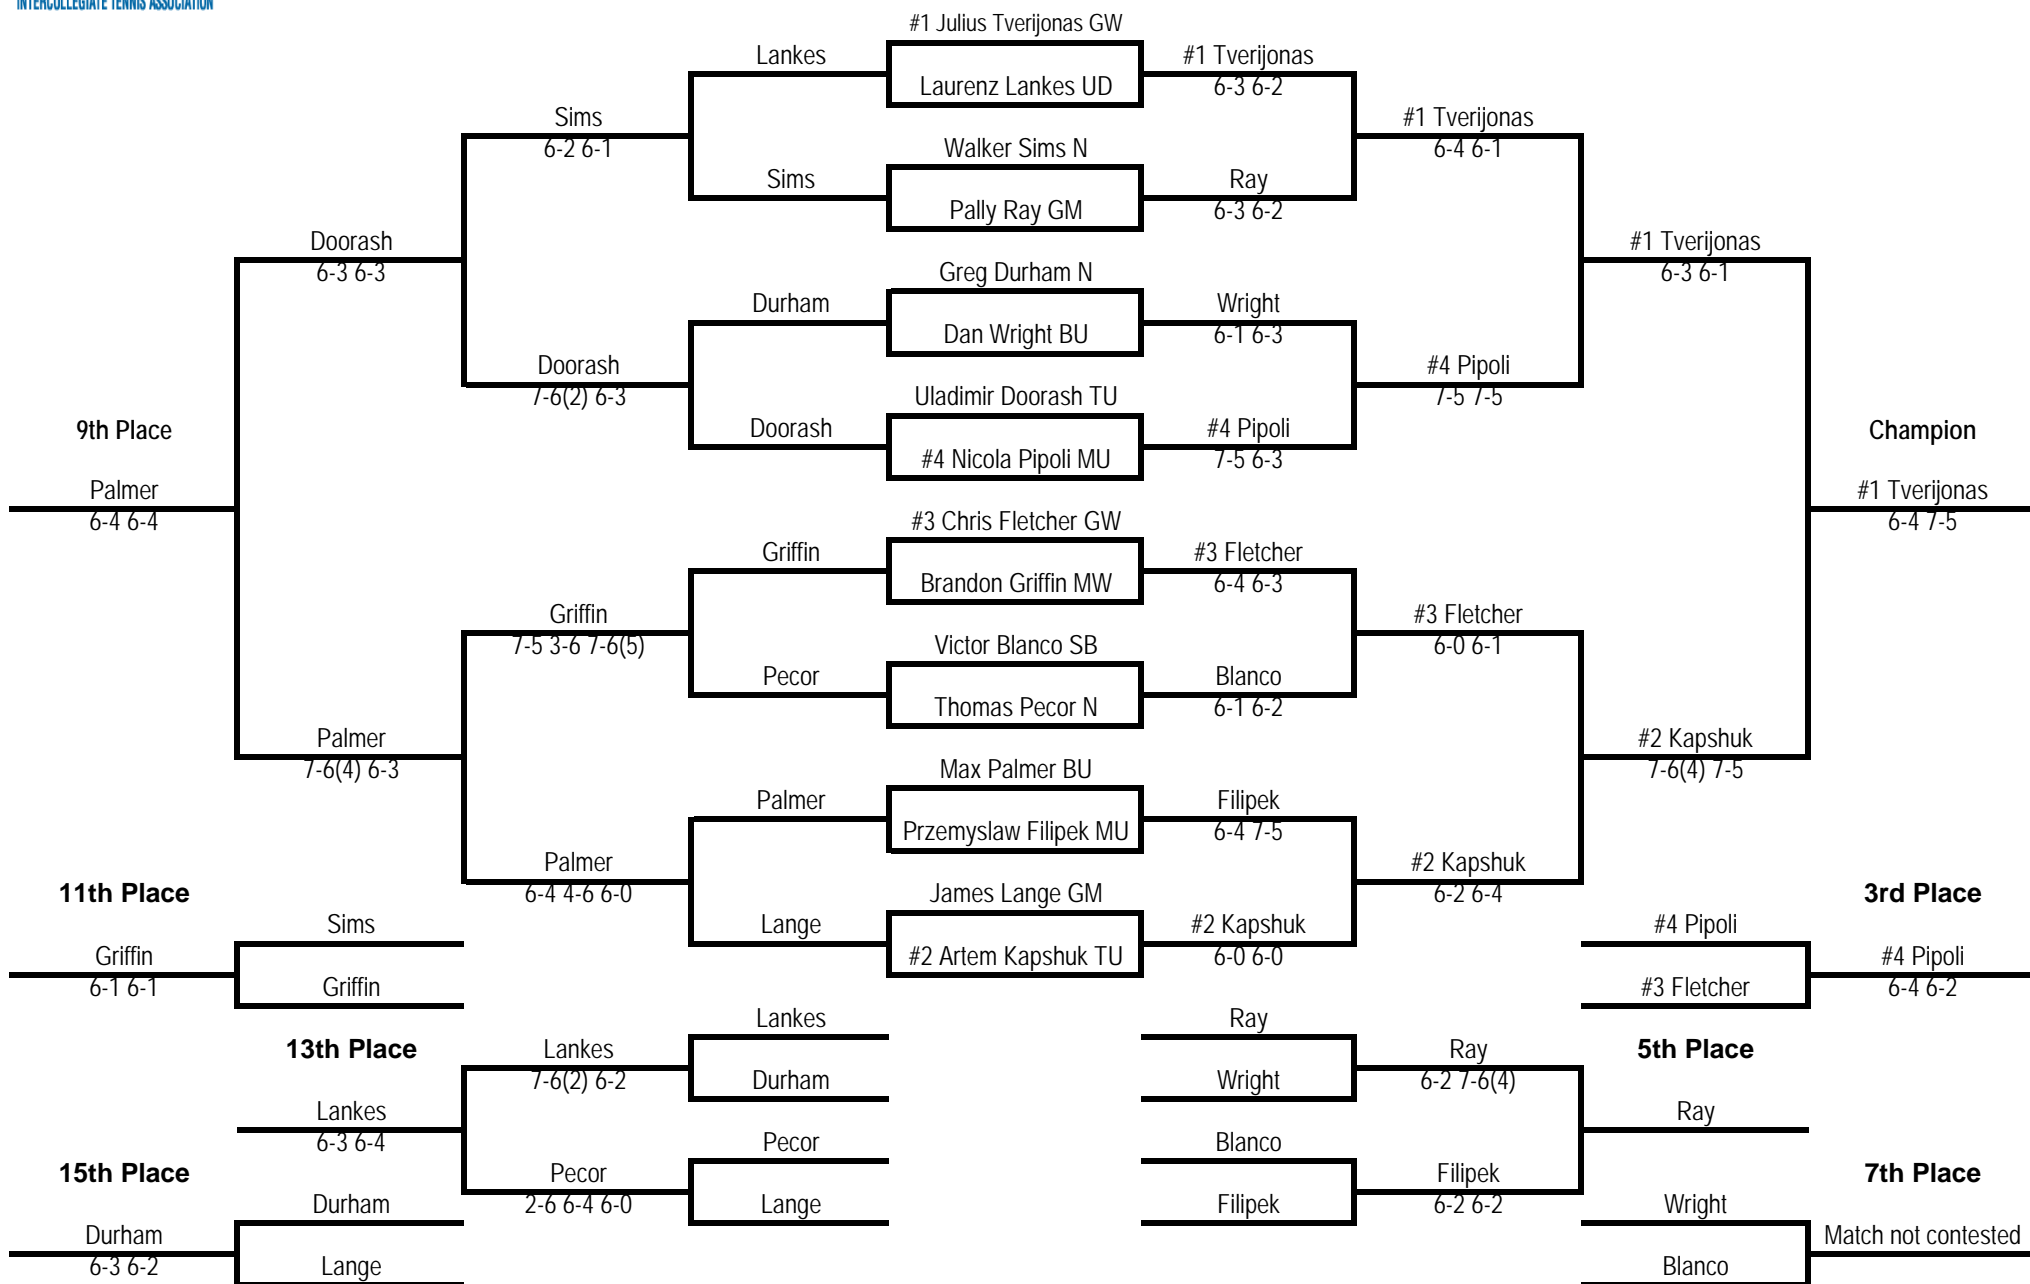 INTERCOLLEGIATE TENNIS ASSOCIATION
#1 Julius Tverijonas GW
Lankes
#1 Tverijonas
6-3 6-2
Laurenz Lankes UD
Sims
6-2 6-1
#1 Tverijonas
6-4 6-1
Walker Sims N
Sims
Ray
6-3 6-2
Pally Ray GM
Doorash
6-3 6-3
#1 Tverijonas
6-3 6-1
Greg Durham N
Durham
Wright
6-1 6-3
Dan Wright BU
Doorash
7-6(2) 6-3
#4 Pipoli
7-5 7-5
Uladimir Doorash TU
9th Place
Doorash
#4 Pipoli
7-5 6-3
Champion
#4 Nicola Pipoli MU
Palmer
6-4 6-4
#1 Tverijonas
6-4 7-5
#3 Chris Fletcher GW
Griffin
#3 Fletcher
6-4 6-3
Brandon Griffin MW
Griffin
7-5 3-6 7-6(5)
#3 Fletcher
6-0 6-1
Victor Blanco SB
Pecor
Blanco
6-1 6-2
Thomas Pecor N
Palmer
7-6(4) 6-3
#2 Kapshuk
7-6(4) 7-5
Max Palmer BU
Palmer
Filipek
6-4 7-5
Przemyslaw Filipek MU
Palmer
6-4 4-6 6-0
#2 Kapshuk
6-2 6-4
11th Place
James Lange GM
3rd Place
Sims
Lange
#2 Kapshuk
6-0 6-0
#4 Pipoli
Griffin
6-1 6-1
#2 Artem Kapshuk TU
#4 Pipoli
6-4 6-2
Griffin
#3 Fletcher
Lankes
Ray
13th Place
Lankes
7-6(2) 6-2
Ray
6-2 7-6(4)
5th Place
Durham
Wright
Lankes
6-3 6-4
Ray
Pecor
Blanco
15th Place
Pecor
2-6 6-4 6-0
Filipek
6-2 6-2
7th Place
Durham
Lange
Filipek
Wright
Durham
6-3 6-2
Match not contested
Lange
Blanco